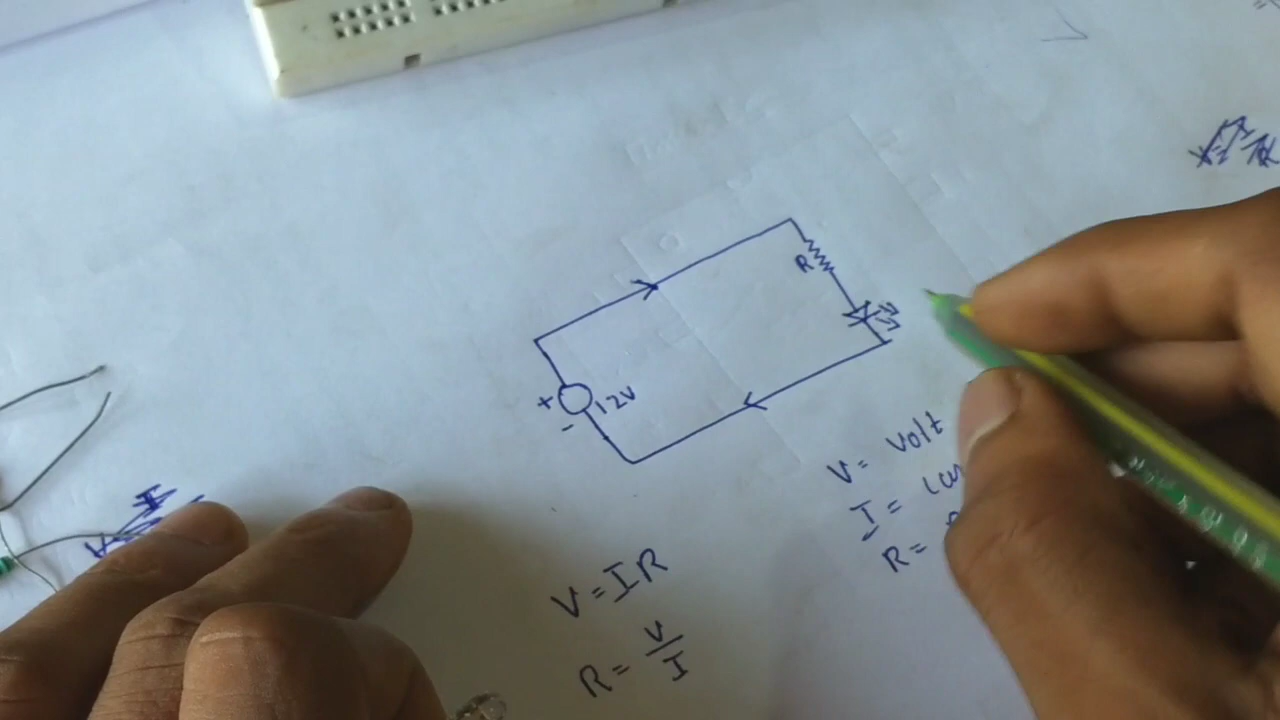 R
+
12V
-
V = Volt
I =
R =
V = IR
R = V/I